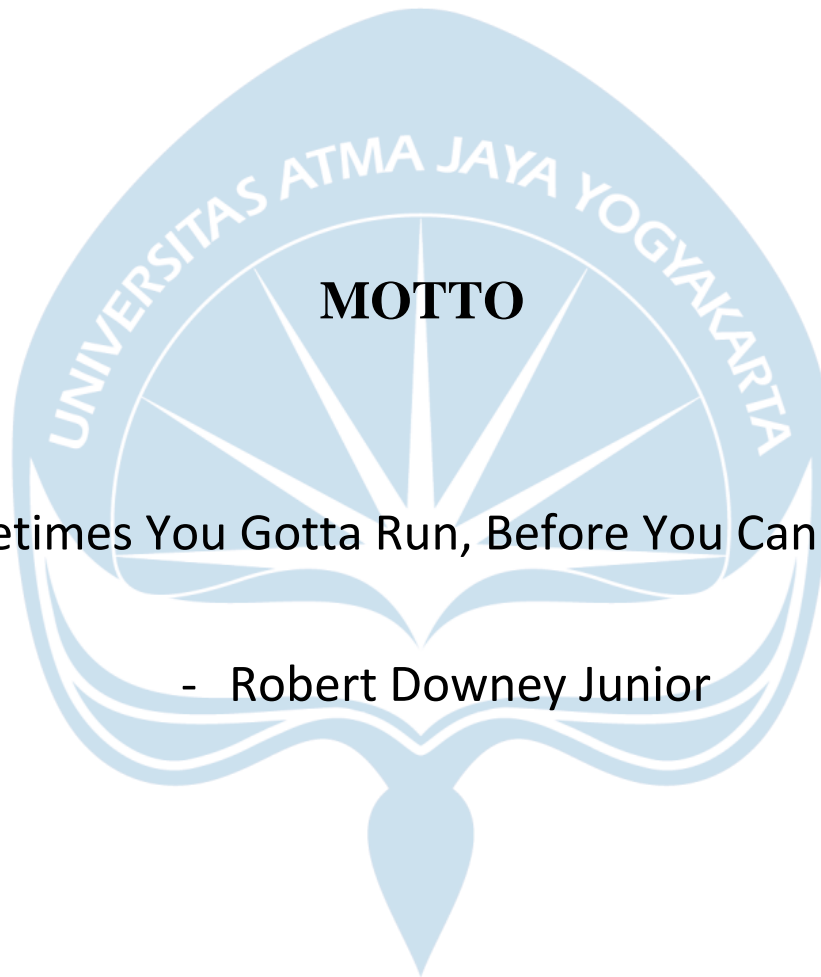 UNIVERSITAS ATMA JAYA YOGYAKARTA
MOTTO
etimes You Gotta Run, Before You Can
- Robert Downey Junior